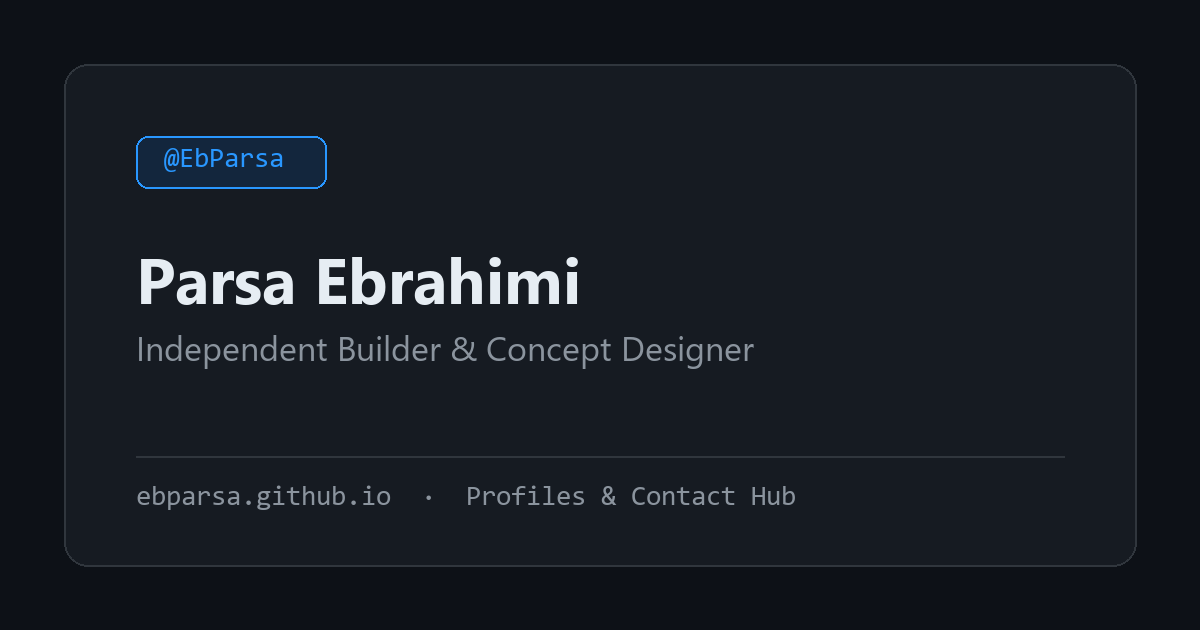 @EbParsa
Parsa Ebrahimi
Independent Builder & Concept Designer
ebparsa.github.io · Profiles & Contact Hub